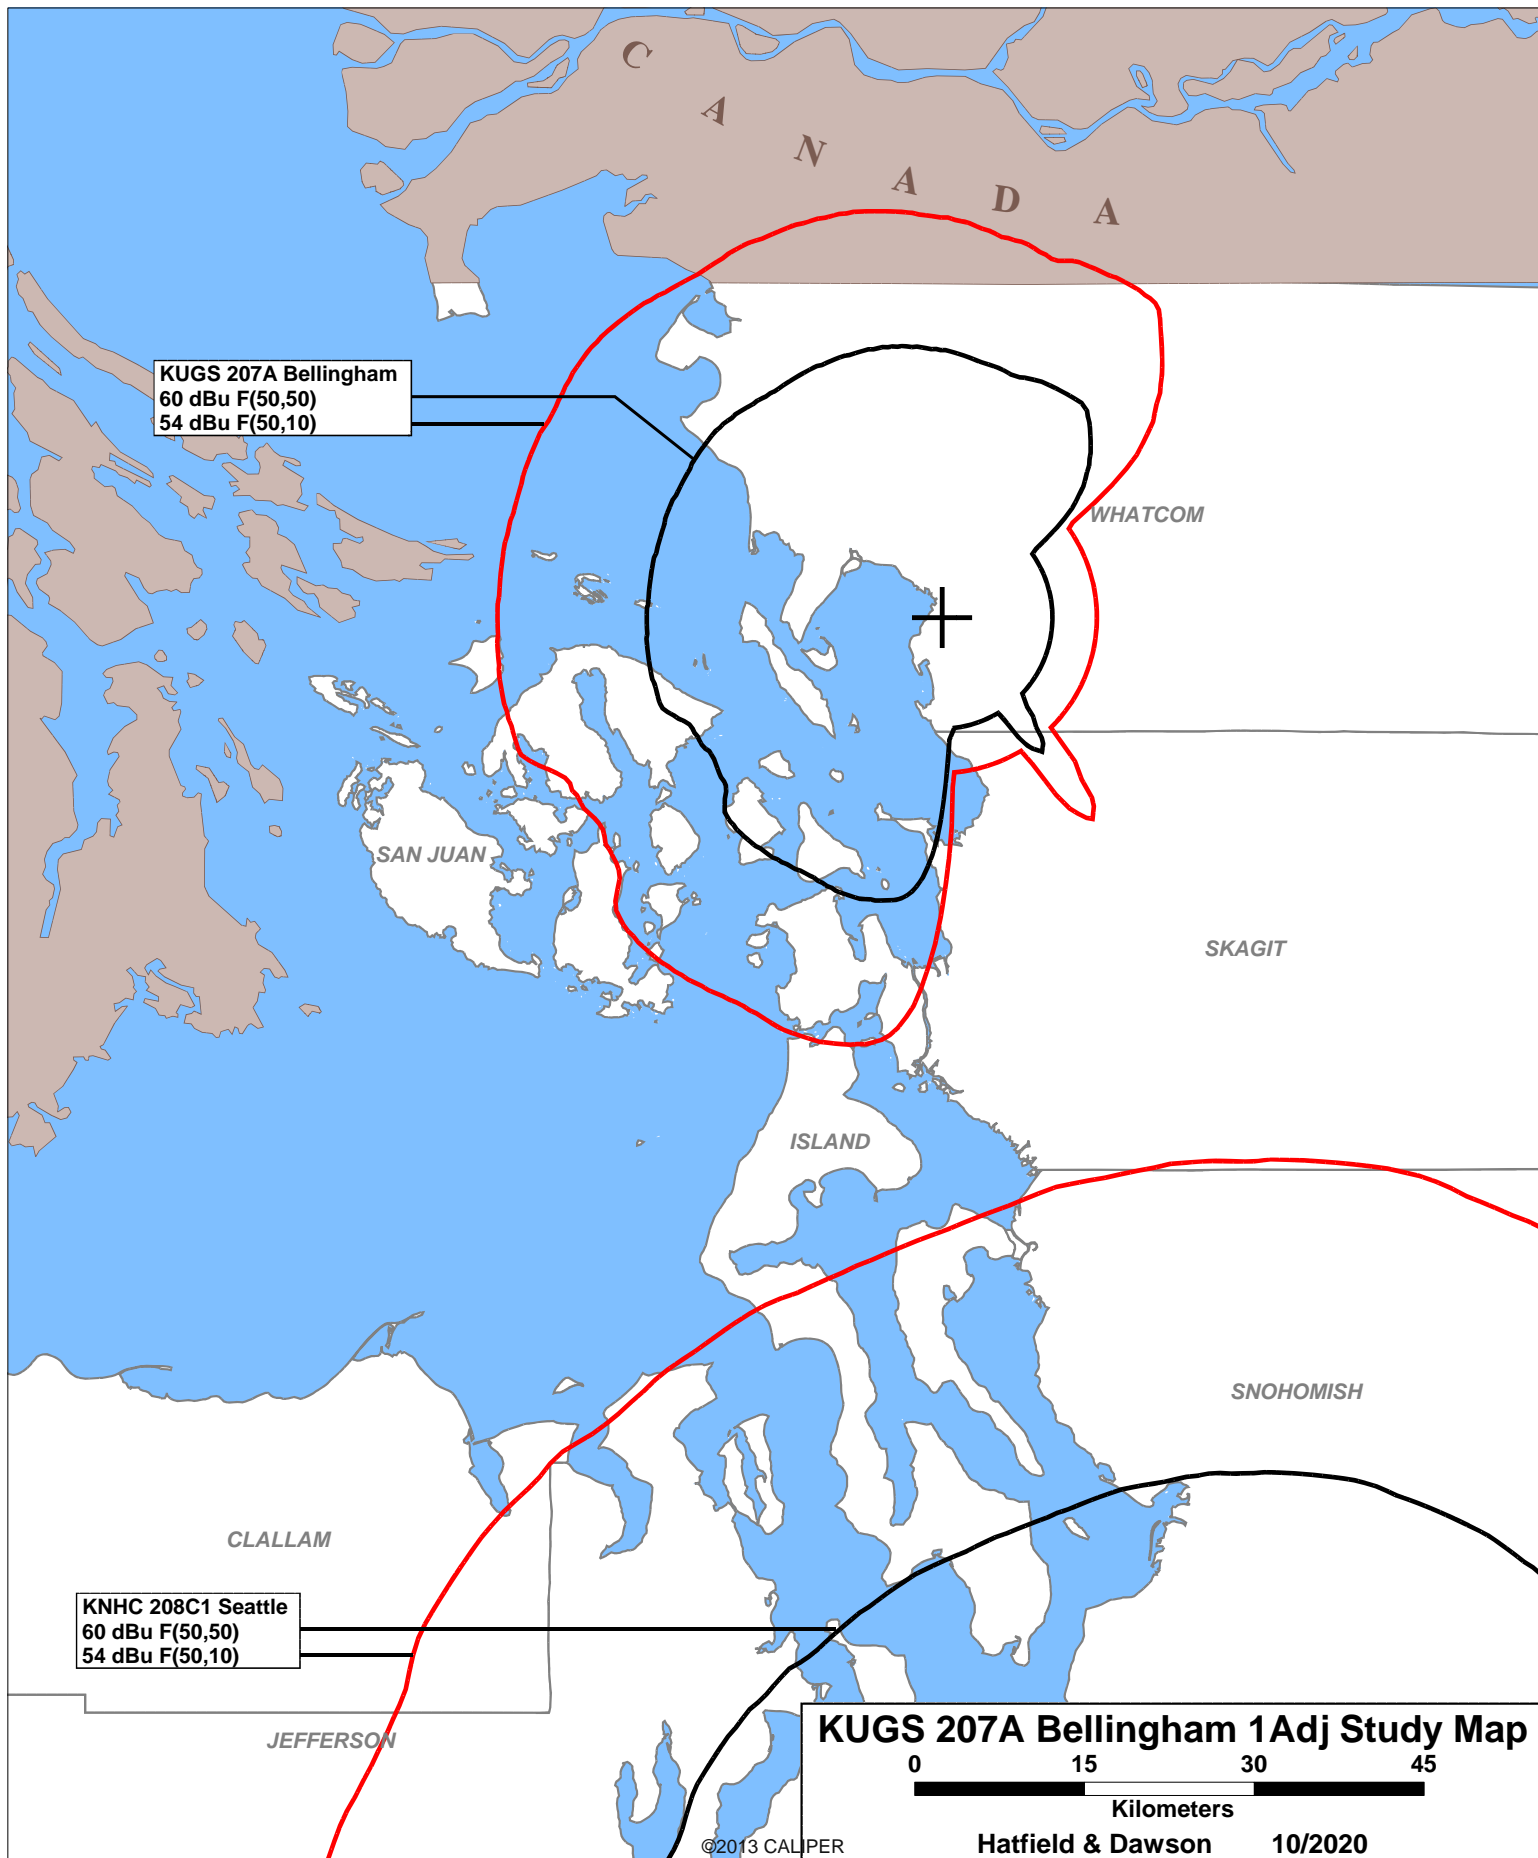 CANADA
KUGS 207A Bellingham
60 dBu F(50,50)
54 dBu F(50,10)
WHATCOM
SAN JUAN
SKAGIT
ISLAND
SNOHOMISH
CLALLAM
KNHC 208C1 Seattle
60 dBu F(50,50)
54 dBu F(50,10)
JEFFERSON
KUGS 207A Bellingham 1Adj Study Map
0 15 30 45
Kilometers
©2013 CALIPER
Hatfield & Dawson 10/2020